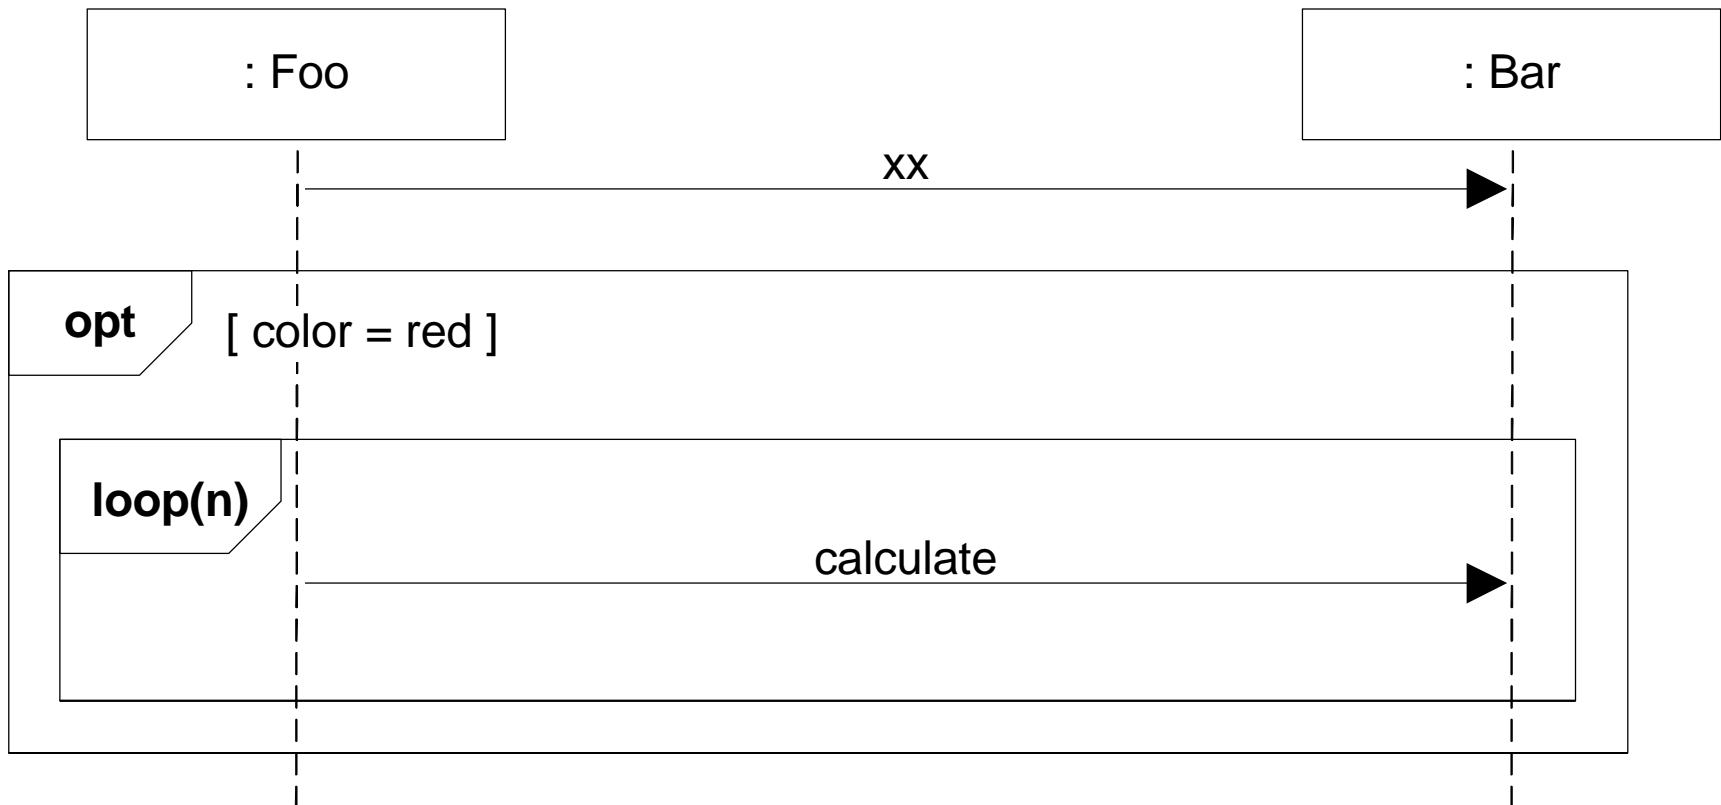 : Foo
: Bar
xx
opt
[ color = red ]
loop(n)
calculate